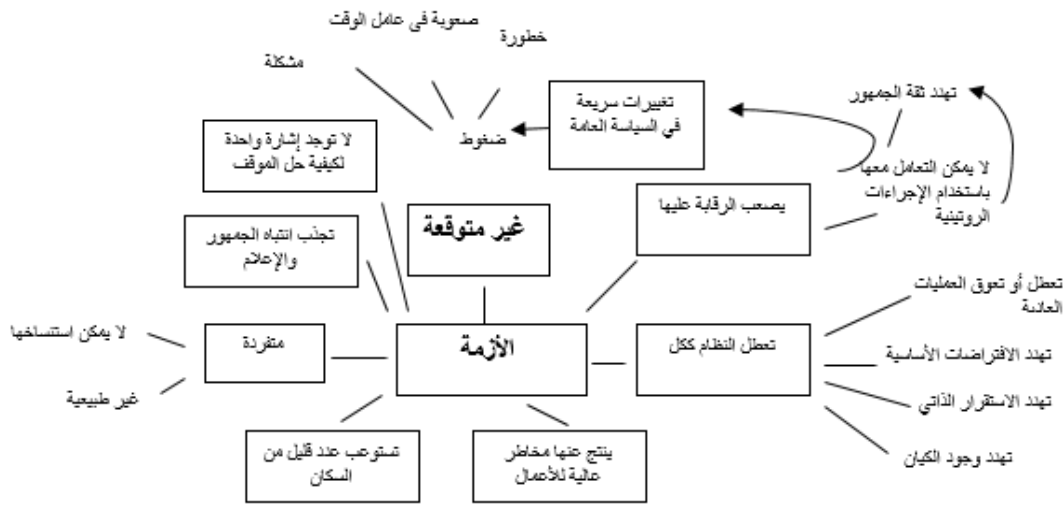 صعوبة في عامل الوقت
خطورة
مشكلة
ضغوط
تغييرات سريعة
في السياسة العامة
تهدد ثقة الجمهور
لا يمكن التعامل معها
باستخدام الإجراءات
الروتينية
يصعب الرقابة عليها
لا توجد إشارة واحدة
لكيفية حل الموقف
غير متوقعة
تجذب انتباه الجمهور
والإعلام
تعطل أو تعوق العمليات
العادية
تهدد الافتراضات الأساسية
تهدد الاستقرار الذاتي
تهدد وجود الكيان
تعطل النظام ككل
الأزمة
متفردة
لا يمكن استنساخها
غير طبيعية
ينتج عنها مخاطر
عالية للأعمال
تستوعب عدد قليل من
السكان